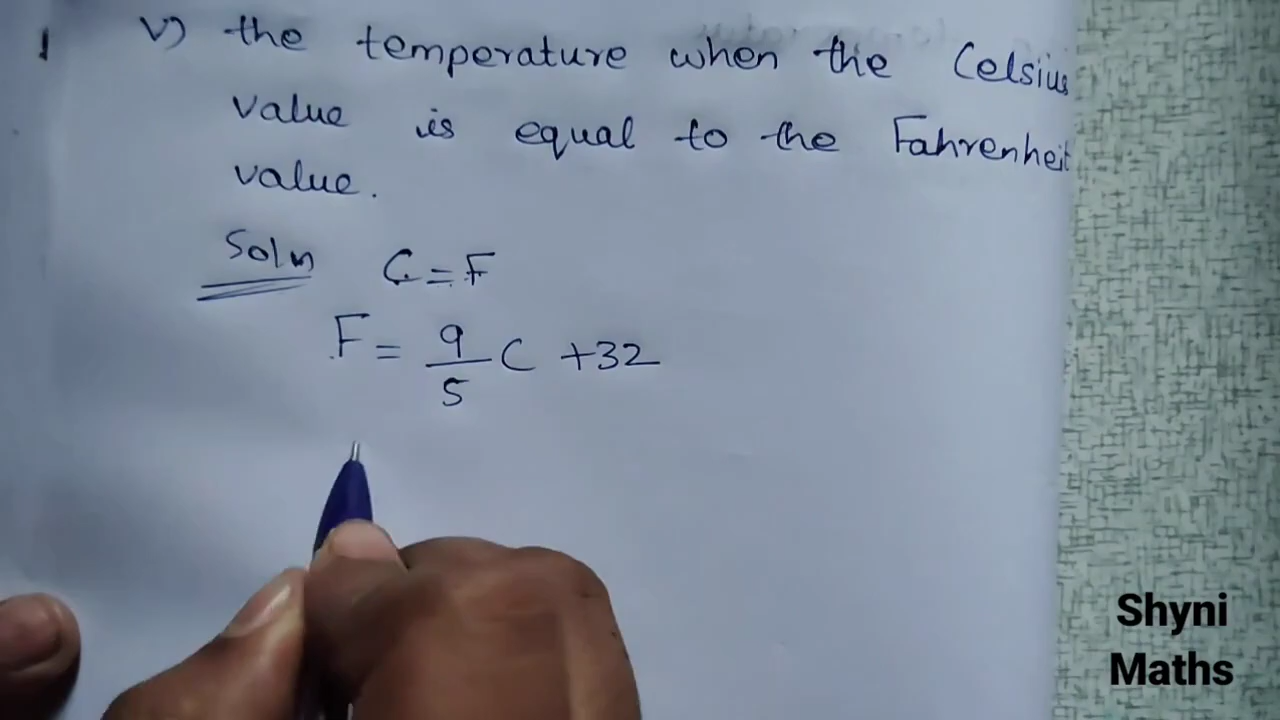 v) the temperature when the Celsius
value is equal to the Fahrenheit
value.
Soln C = F
F = 9/5 C + 32
Shyni
Maths